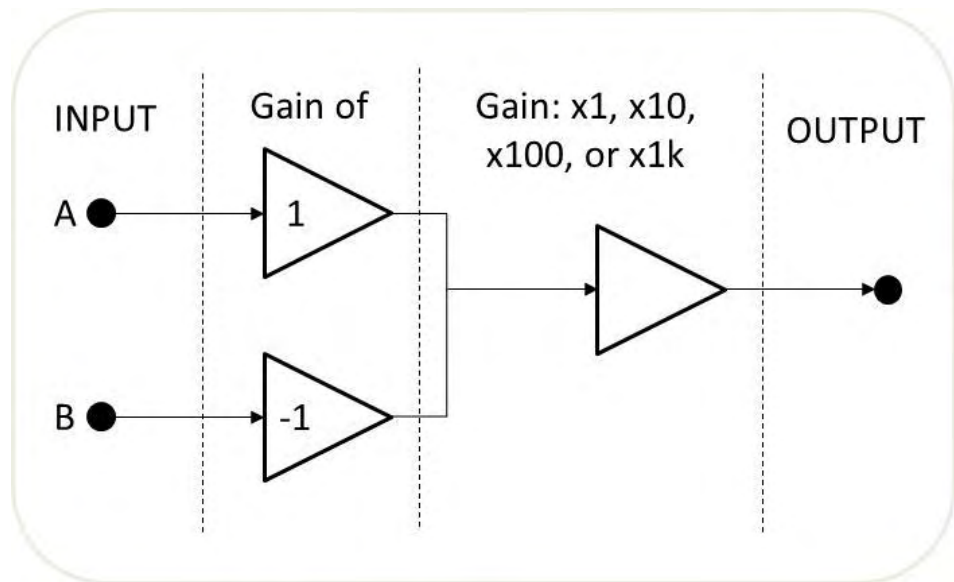 INPUT
Gain of
Gain: x1, x10,
x100, or x1k
OUTPUT
A
1
B
-1